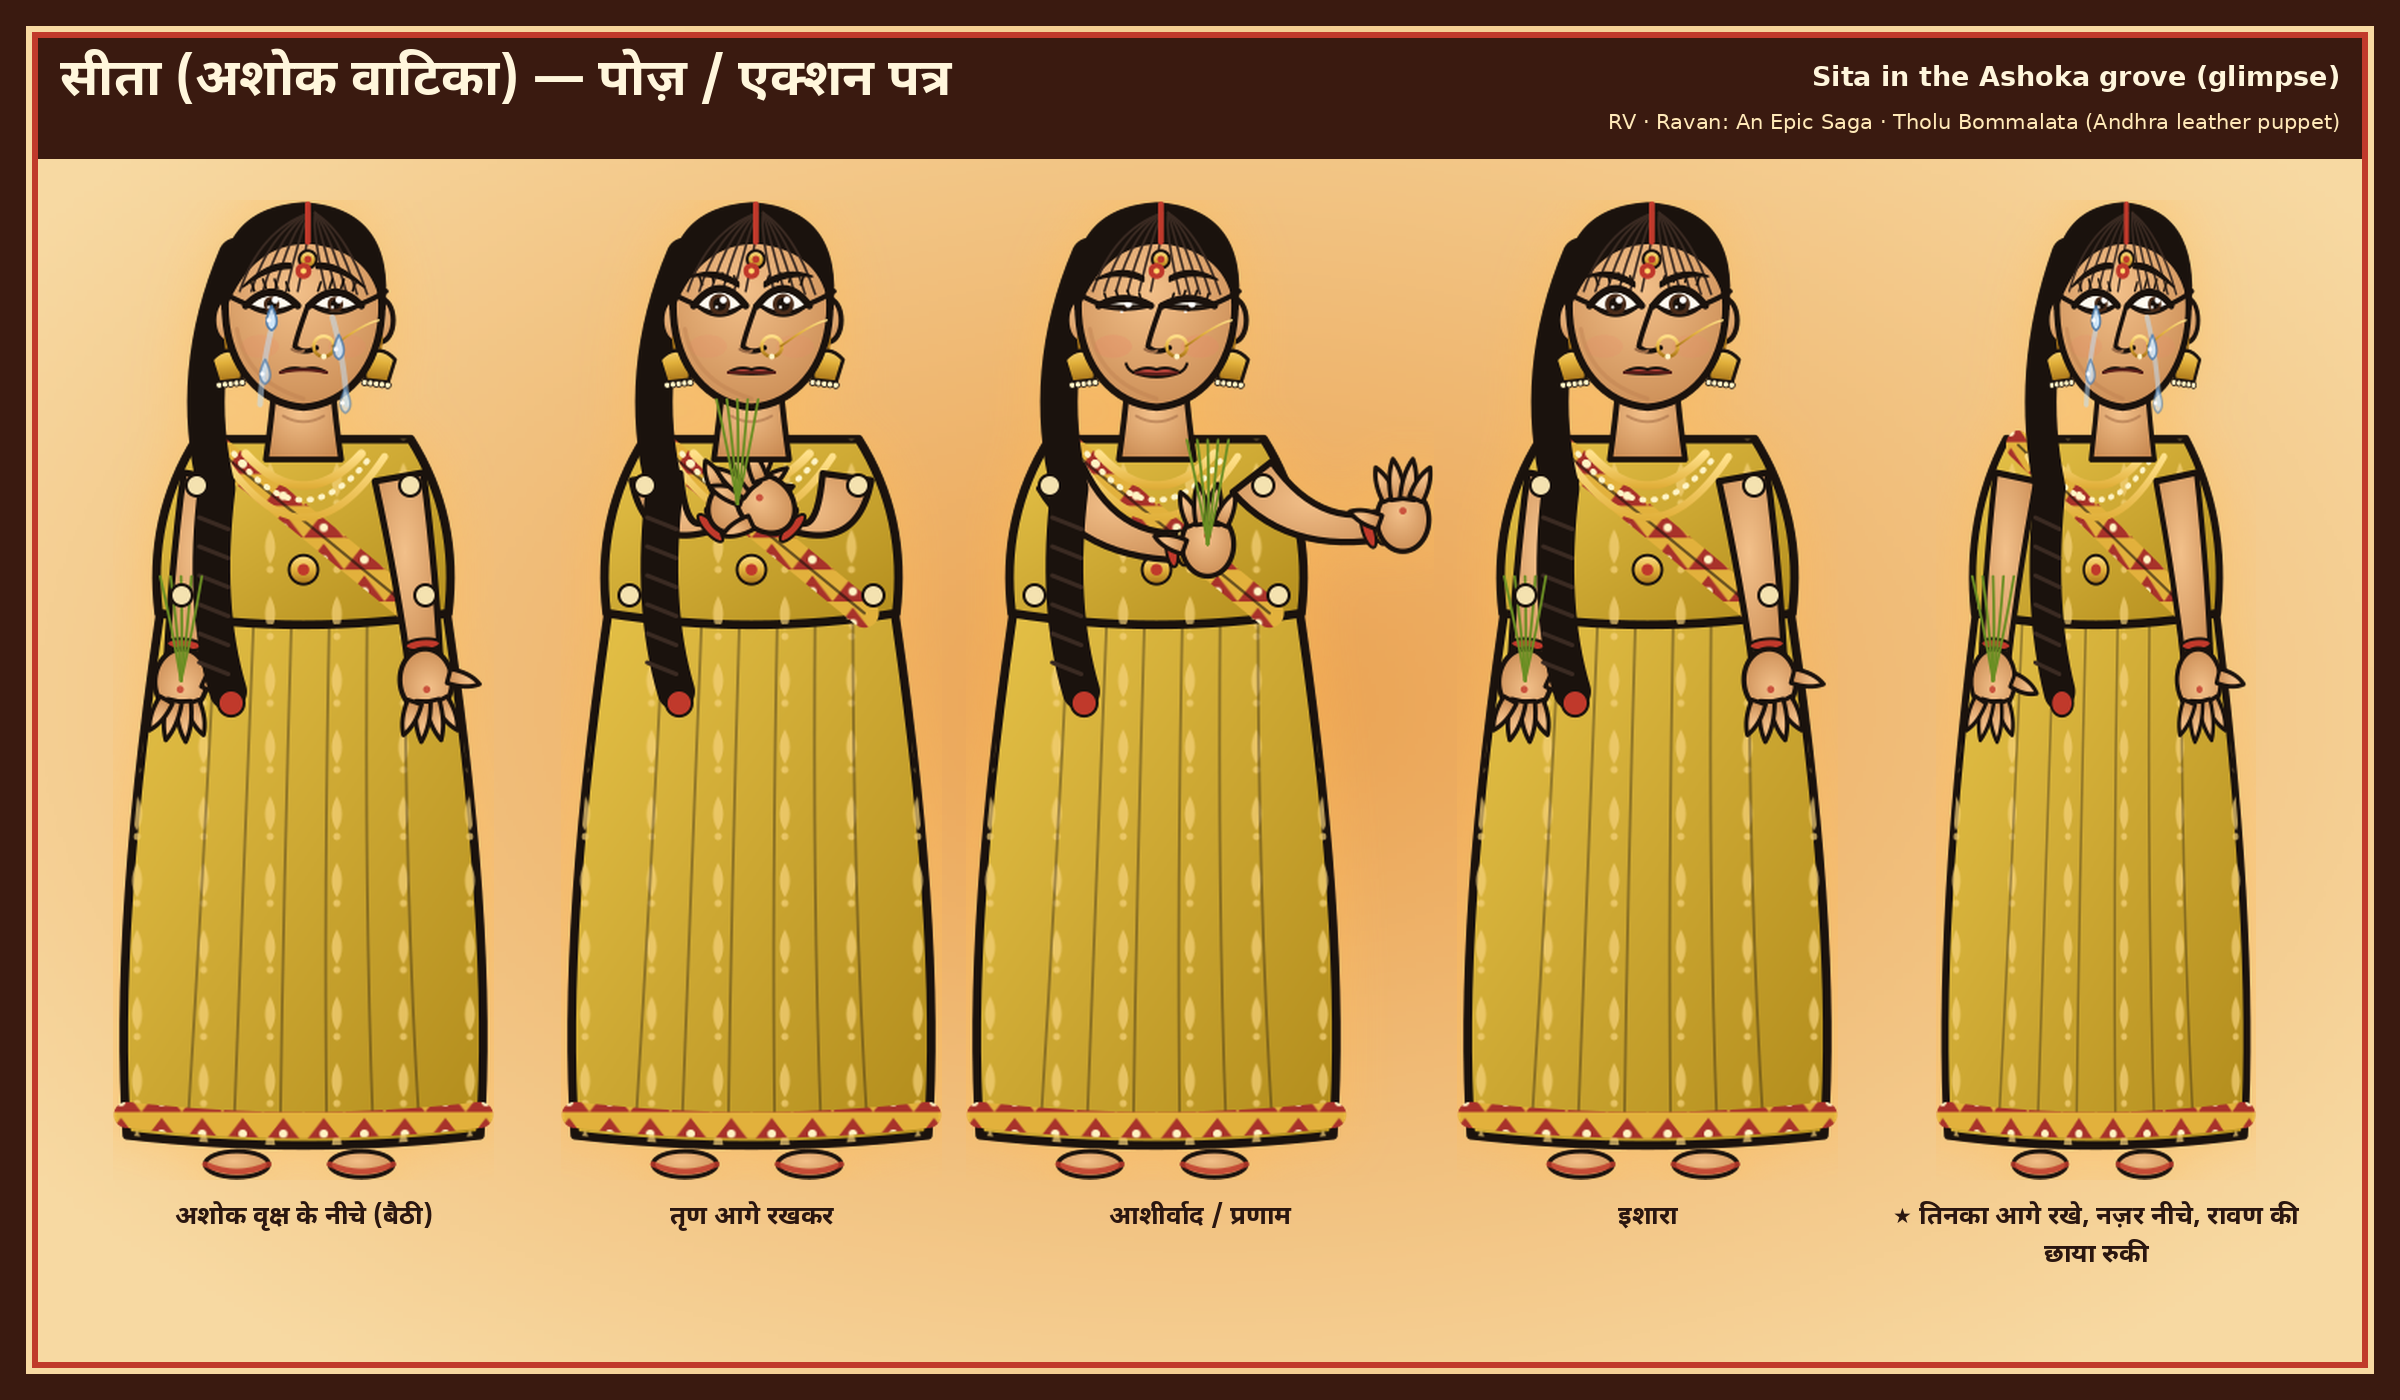 सीता (अशोक वाटिका) — पोज़ / एक्शन पत्र
Sita in the Ashoka grove (glimpse)
RV · Ravan: An Epic Saga · Tholu Bommalata (Andhra leather puppet)
अशोक वृक्ष के नीचे (बैठी)
तृण आगे रखकर
आशीर्वाद / प्रणाम
इशारा
★ तिनका आगे रखे, नज़र नीचे, रावण की
छाया रुकी